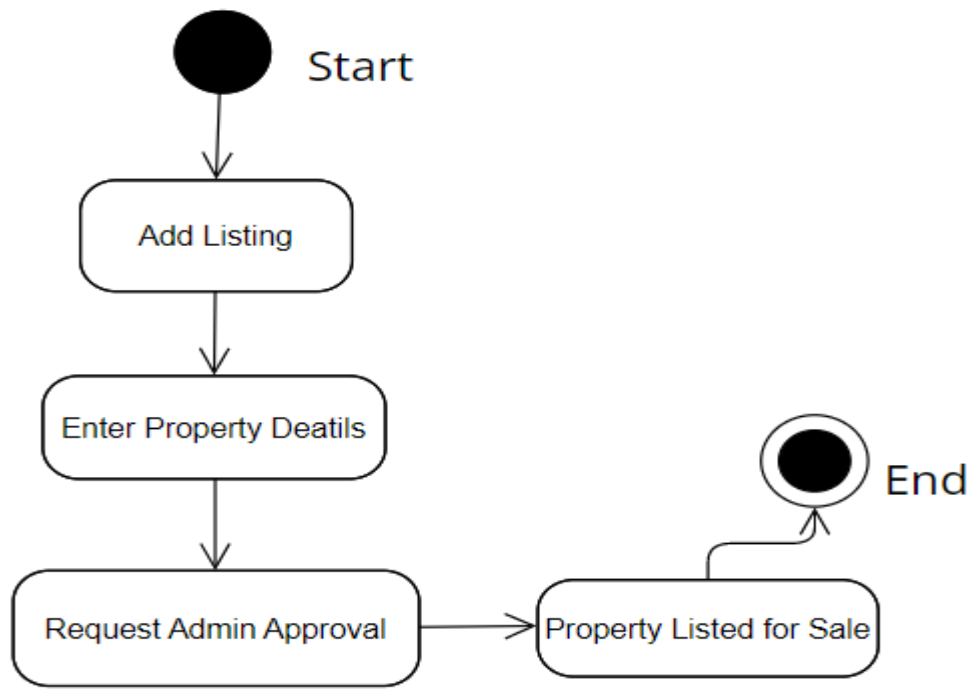 Start
Add Listing
Enter Property Deatils
Request Admin Approval
Property Listed for Sale
End